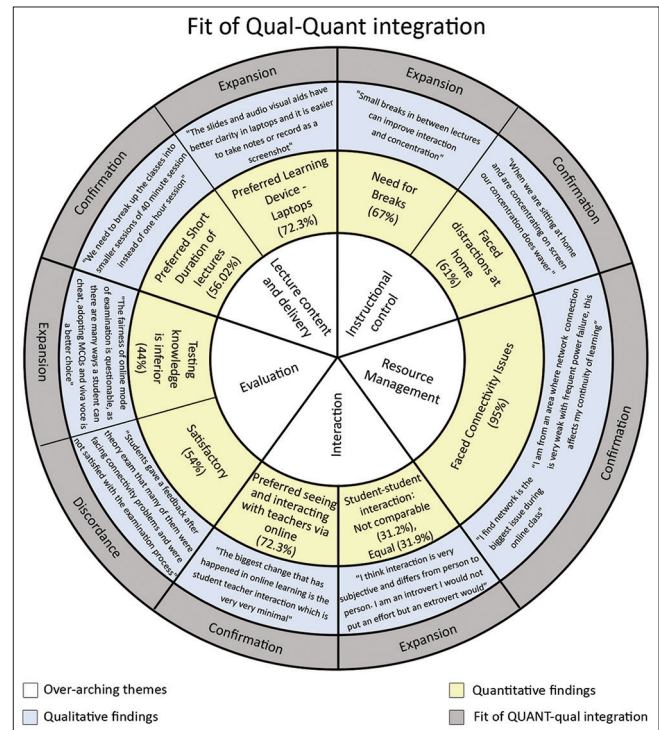 Fit of Qual-Quant integration
Expansion
"Small breaks in between lectures
can improve interaction
and concentration"
Need for
Breaks
(67%)
Instructional
control
Confirmation
"When we are sitting at home
and are concentrating on screen
our concentration does waver"
Faced
distractions at
home
(61%)
Confirmation
"I am from an area where network connection
is very weak with frequent power failure, this
affects my continuity of learning"
"I find network is the
biggest issue during
online class"
Faced Connectivity Issues
(95%)
Resource
Management
Expansion
"I think interaction is very
subjective and differs from person to
person. I am an introvert I would not
put an effort but an extrovert would"
Student-student
interaction:
Not comparable
(31.2%),
Equal (31.9%)
Interaction
Confirmation
"The biggest change that has
happened in online learning is the
student teacher interaction which is
very very minimal"
Preferred seeing
and interacting
with teachers via
online
(72.3%)
Discordance
"Students gave a feedback after
theory exam that many of them were
facing connectivity problems and were
not satisfied with the examination process"
Satisfactory
(54%)
Evaluation
Expansion
"The fairness of online mode
of examination is questionable, as
there are many ways a student can
cheat, adopting MCQs and viva voce is
a better choice"
Testing
knowledge
is inferior
(44%)
Confirmation
"We need to break up the classes into
smaller sessions of 40 minute session
instead of one hour session"
Preferred Short
Duration of
lectures
(56.02%)
Lecture content
and delivery
Expansion
"The slides and audio visual aids have
better clarity in laptops and it is easier
to take notes or record as a
screenshot"
Preferred Learning
Device -
Laptops
(72.3%)
Over-arching themes
Qualitative findings
Quantitative findings
Fit of QUANT-qual integration